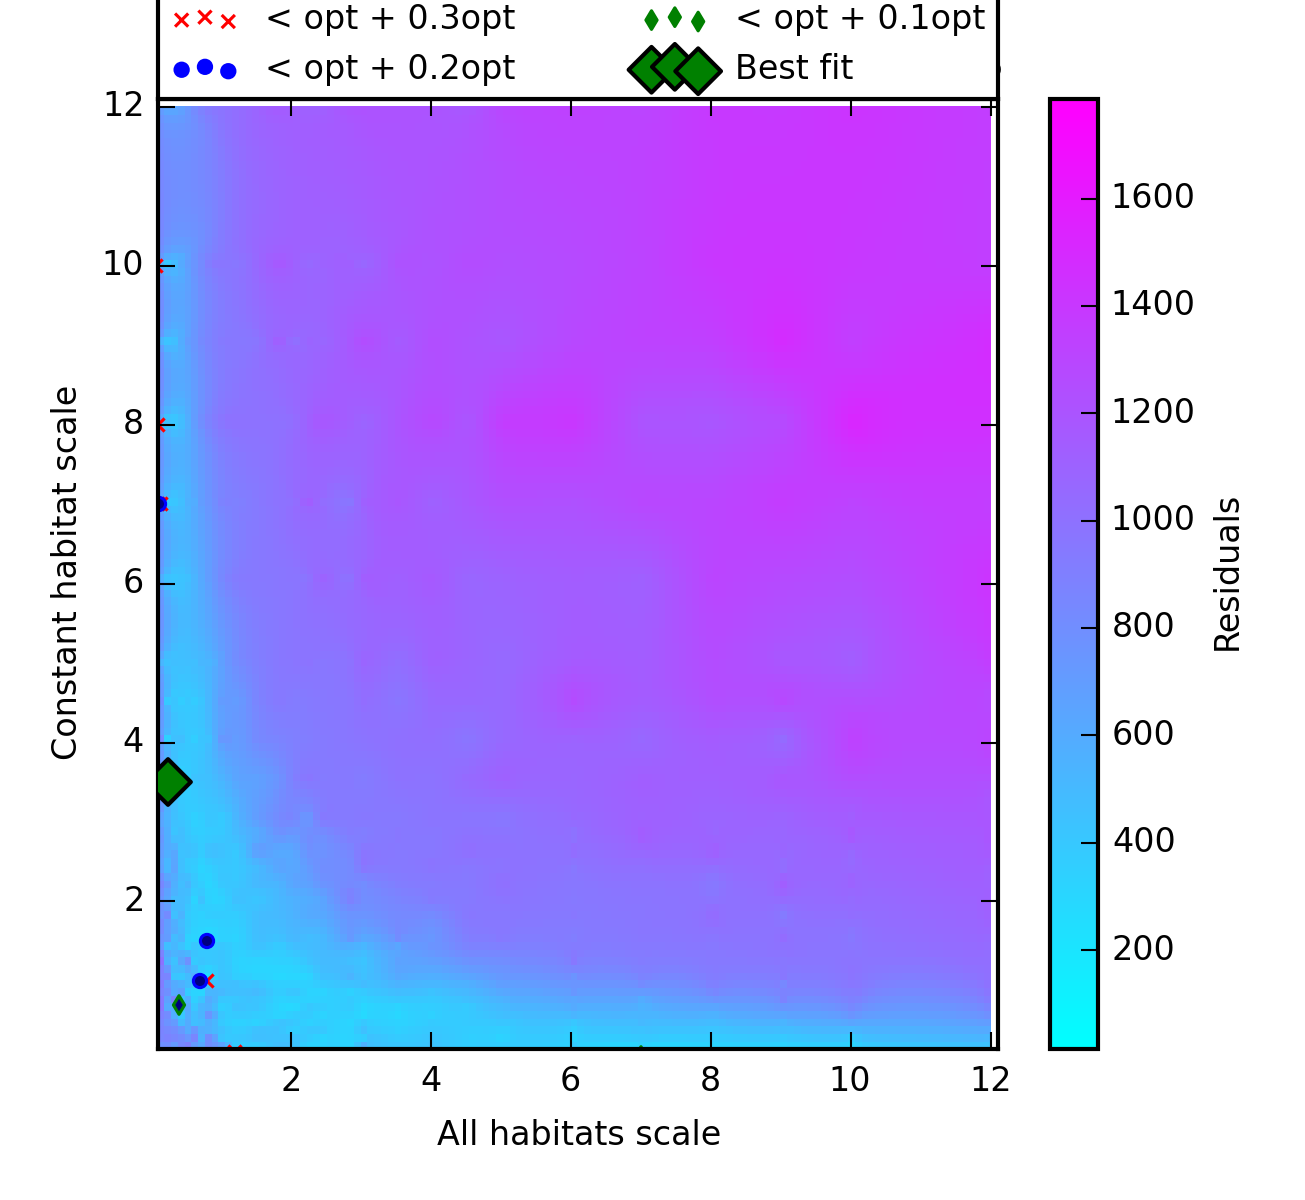 < opt + 0.3opt
< opt + 0.1opt
< opt + 0.2opt
Best fit
12
10
8
6
4
2
Constant habitat scale
2
4
6
8
10
12
All habitats scale
1600
1400
1200
1000
800
600
400
200
Residuals